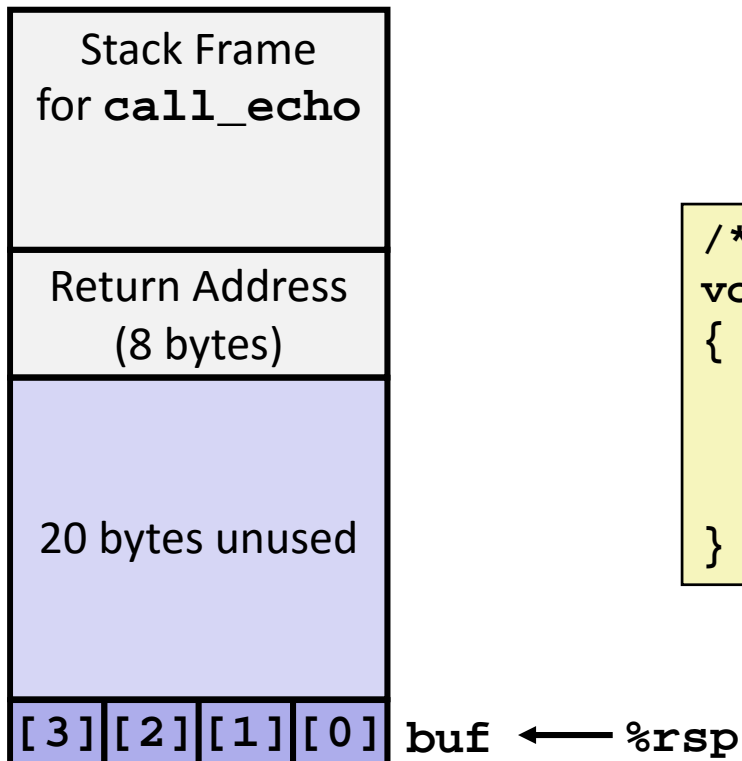 Stack Frame
for call_echo
Return Address
(8 bytes)
20 bytes unused
[3] [2] [1] [0] buf ← %rsp
/*
vo
{
}